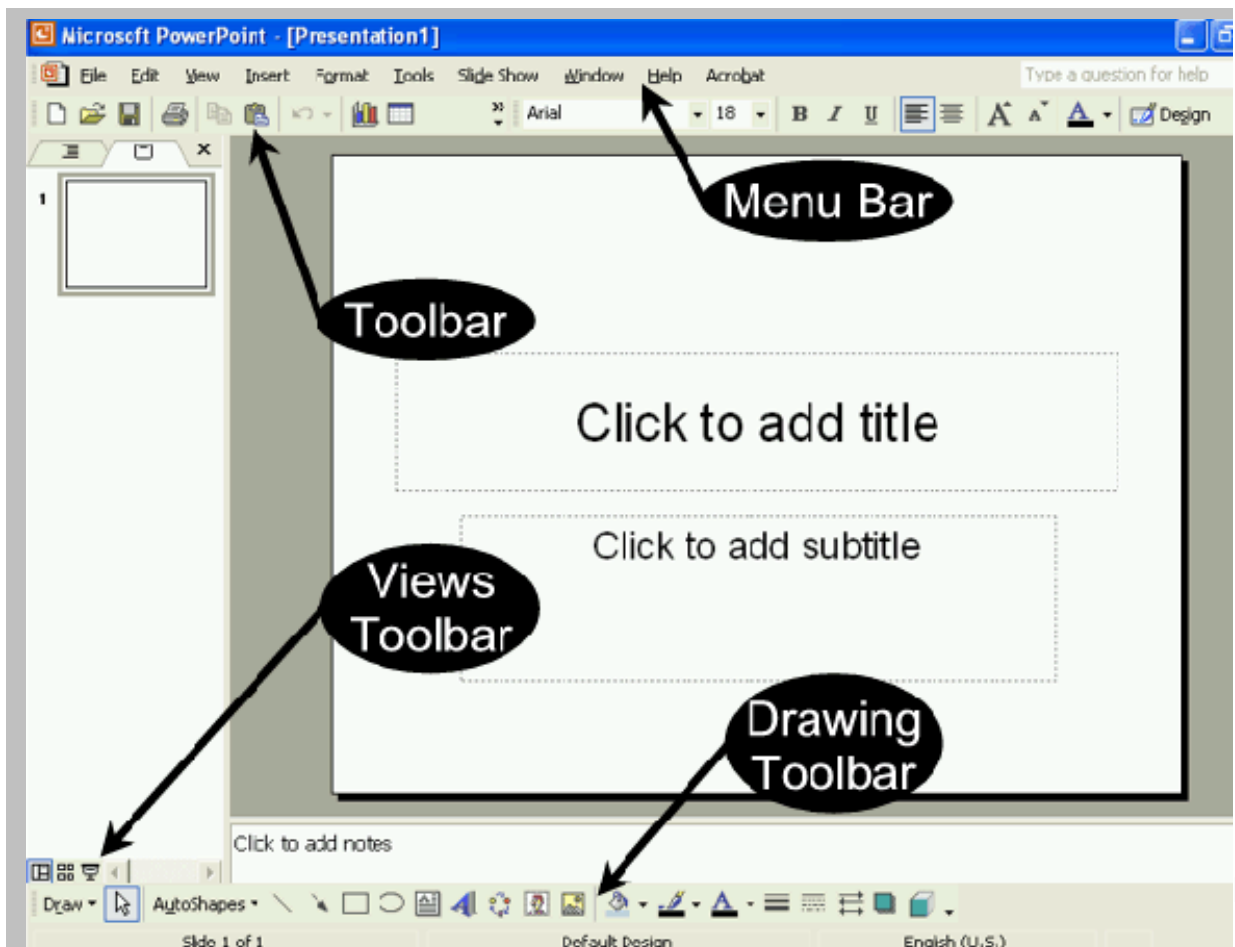 Microsoft PowerPoint - [Presentation1]
File Edit View Insert Format Tools Slide Show Window Help Acrobat Type a question for help
Arial 18 B I U A A A Design
1
Menu Bar
Toolbar
Click to add title
Click to add subtitle
Views
Toolbar
Drawing
Toolbar
Click to add notes
Draw AutoShapes A A
Slide 1 of 1 Default Design English (U.S.)